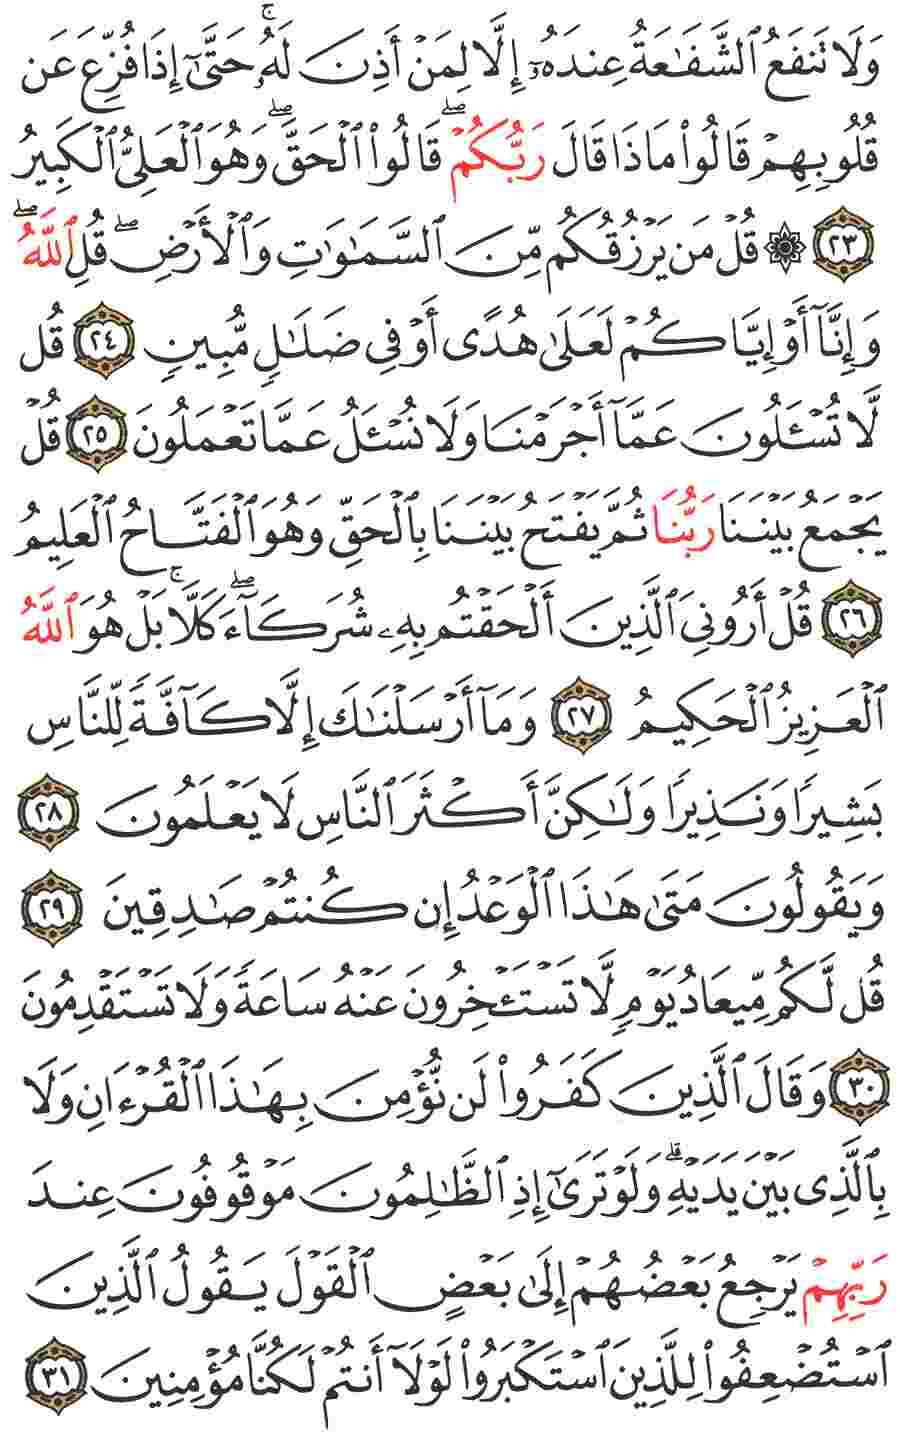 وَلَا تَنفَعُ ٱلشَّفَٰعَةُ عِندَهُۥٓ إِلَّا لِمَنْ أَذِنَ لَهُۥۚ حَتَّىٰٓ إِذَا فُزِّعَ عَن
قُلُوبِهِمْ قَالُوا۟ مَاذَا قَالَ رَبُّكُمْۖ قَالُوا۟ ٱلْحَقَّۖ وَهُوَ ٱلْعَلِىُّ ٱلْكَبِيرُ
٢٣ ۞ قُلْ مَن يَرْزُقُكُم مِّنَ ٱلسَّمَٰوَٰتِ وَٱلْأَرْضِۖ قُلِ ٱللَّهُۖ
وَإِنَّآ أَوْ إِيَّاكُمْ لَعَلَىٰ هُدًى أَوْ فِى ضَلَٰلٍ مُّبِينٍ ٢٤ قُل
لَّا تُسْـَٔلُونَ عَمَّآ أَجْرَمْنَا وَلَا نُسْـَٔلُ عَمَّا تَعْمَلُونَ ٢٥ قُلْ
يَجْمَعُ بَيْنَنَا رَبُّنَا ثُمَّ يَفْتَحُ بَيْنَنَا بِٱلْحَقِّ وَهُوَ ٱلْفَتَّاحُ ٱلْعَلِيمُ
٢٦ قُلْ أَرُونِىَ ٱلَّذِينَ أَلْحَقْتُم بِهِۦ شُرَكَآءَۖ كَلَّاۚ بَلْ هُوَ ٱللَّهُ
ٱلْعَزِيزُ ٱلْحَكِيمُ ٢٧ وَمَآ أَرْسَلْنَٰكَ إِلَّا كَآفَّةً لِّلنَّاسِ
بَشِيرًا وَنَذِيرًا وَلَٰكِنَّ أَكْثَرَ ٱلنَّاسِ لَا يَعْلَمُونَ ٢٨
وَيَقُولُونَ مَتَىٰ هَٰذَا ٱلْوَعْدُ إِن كُنتُمْ صَٰدِقِينَ ٢٩
قُل لَّكُم مِّيعَادُ يَوْمٍ لَّا تَسْتَـْٔخِرُونَ عَنْهُ سَاعَةً وَلَا تَسْتَقْدِمُونَ
٣٠ وَقَالَ ٱلَّذِينَ كَفَرُوا۟ لَن نُّؤْمِنَ بِهَٰذَا ٱلْقُرْءَانِ وَلَا
بِٱلَّذِى بَيْنَ يَدَيْهِۗ وَلَوْ تَرَىٰٓ إِذِ ٱلظَّٰلِمُونَ مَوْقُوفُونَ عِندَ
رَبِّهِمْ يَرْجِعُ بَعْضُهُمْ إِلَىٰ بَعْضٍ ٱلْقَوْلَ يَقُولُ ٱلَّذِينَ
ٱسْتُضْعِفُوا۟ لِلَّذِينَ ٱسْتَكْبَرُوا۟ لَوْلَآ أَنتُمْ لَكُنَّا مُؤْمِنِينَ ٣١